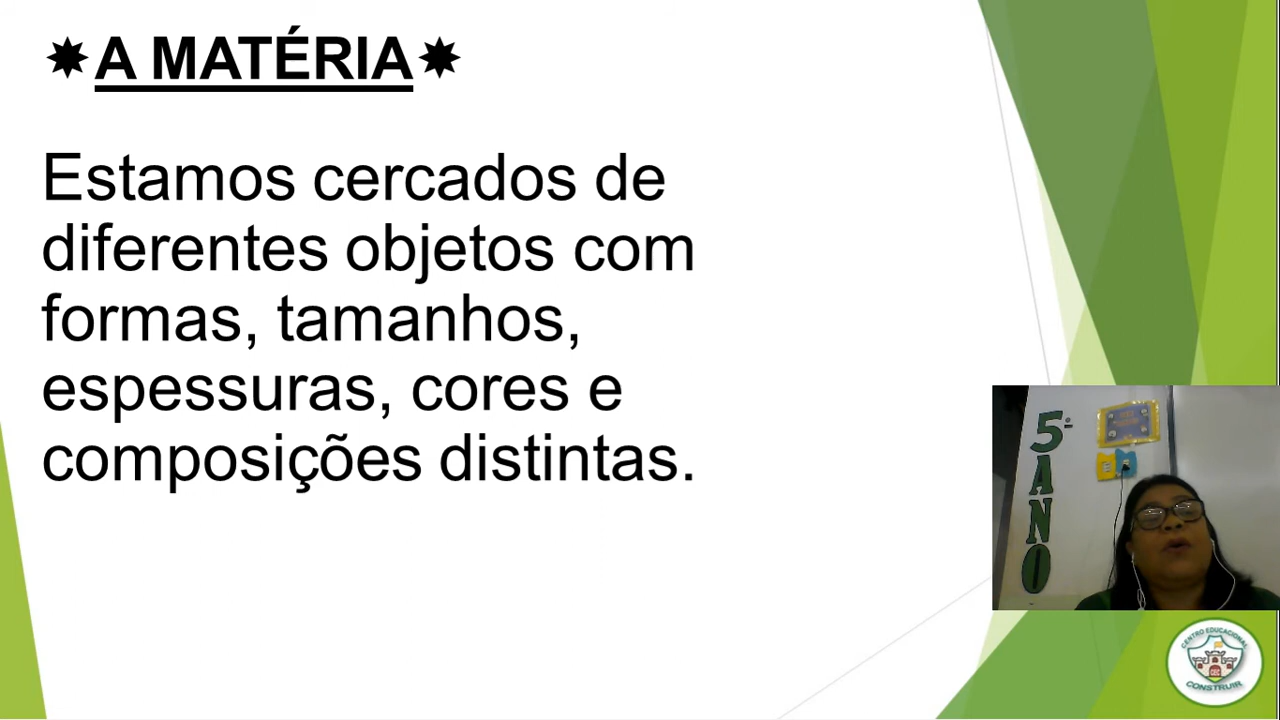 A MATÉRIA
Estamos cercados de
diferentes objetos com
formas, tamanhos,
espessuras, cores e
composições distintas.
5º
ANO
CENTRO EDUCACIONAL
CONSTRUIR